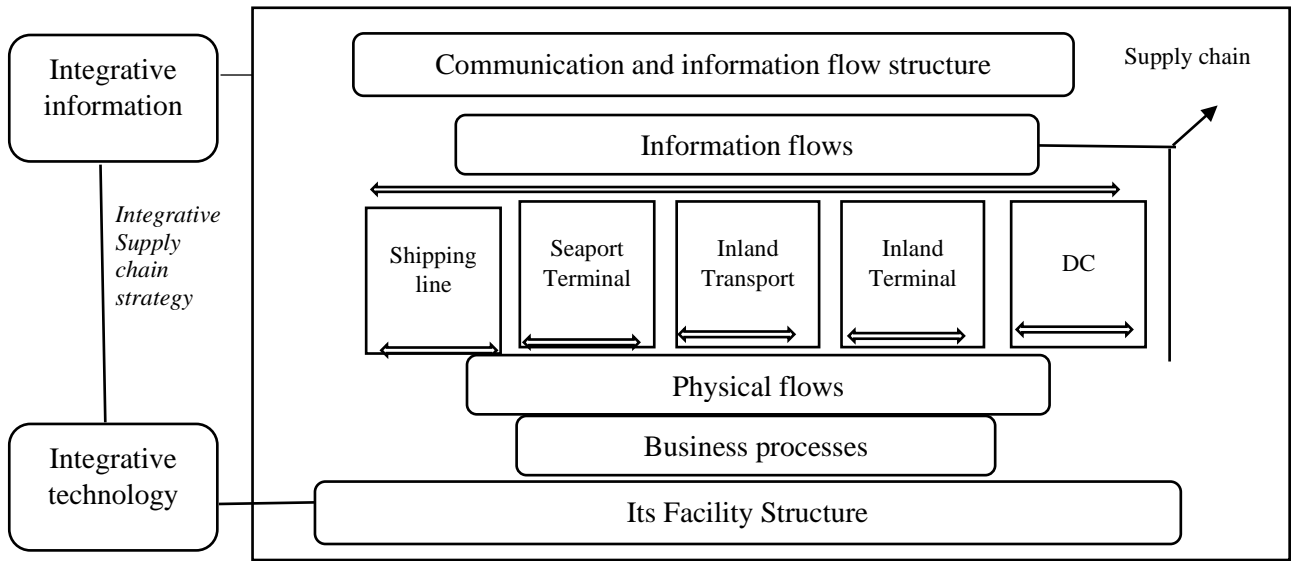 Integrative
information
Communication and information flow structure
Supply chain
Information flows
Integrative
Supply
chain
strategy
Shipping
line
Seaport
Terminal
Inland
Transport
Inland
Terminal
DC
Physical flows
Business processes
Integrative
technology
Its Facility Structure